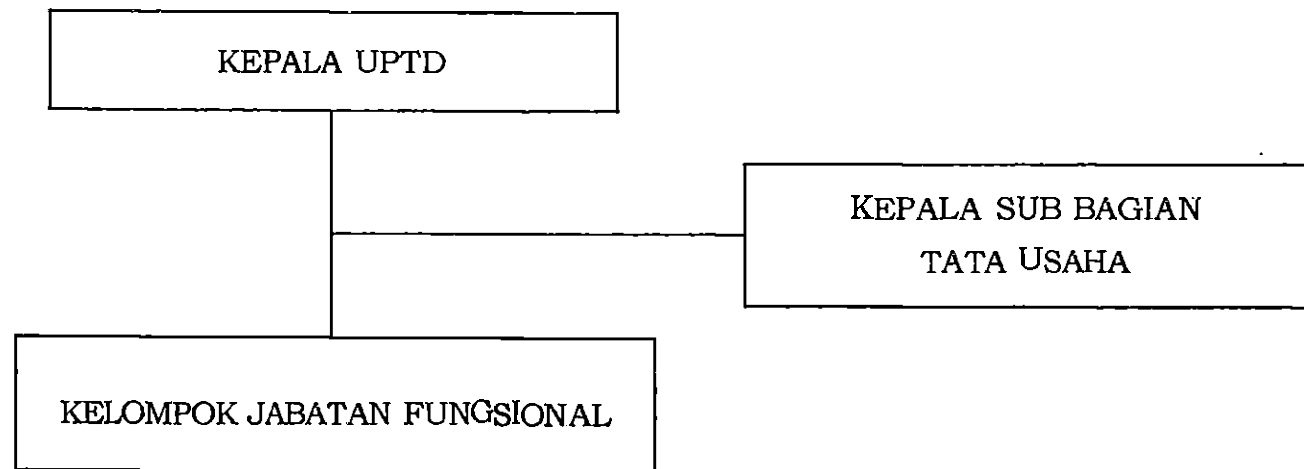 KEPALA UPTD
KEPALA SUB BAGIAN
TATA USAHA
KELOMPOK JABATAN FUNGSIONAL